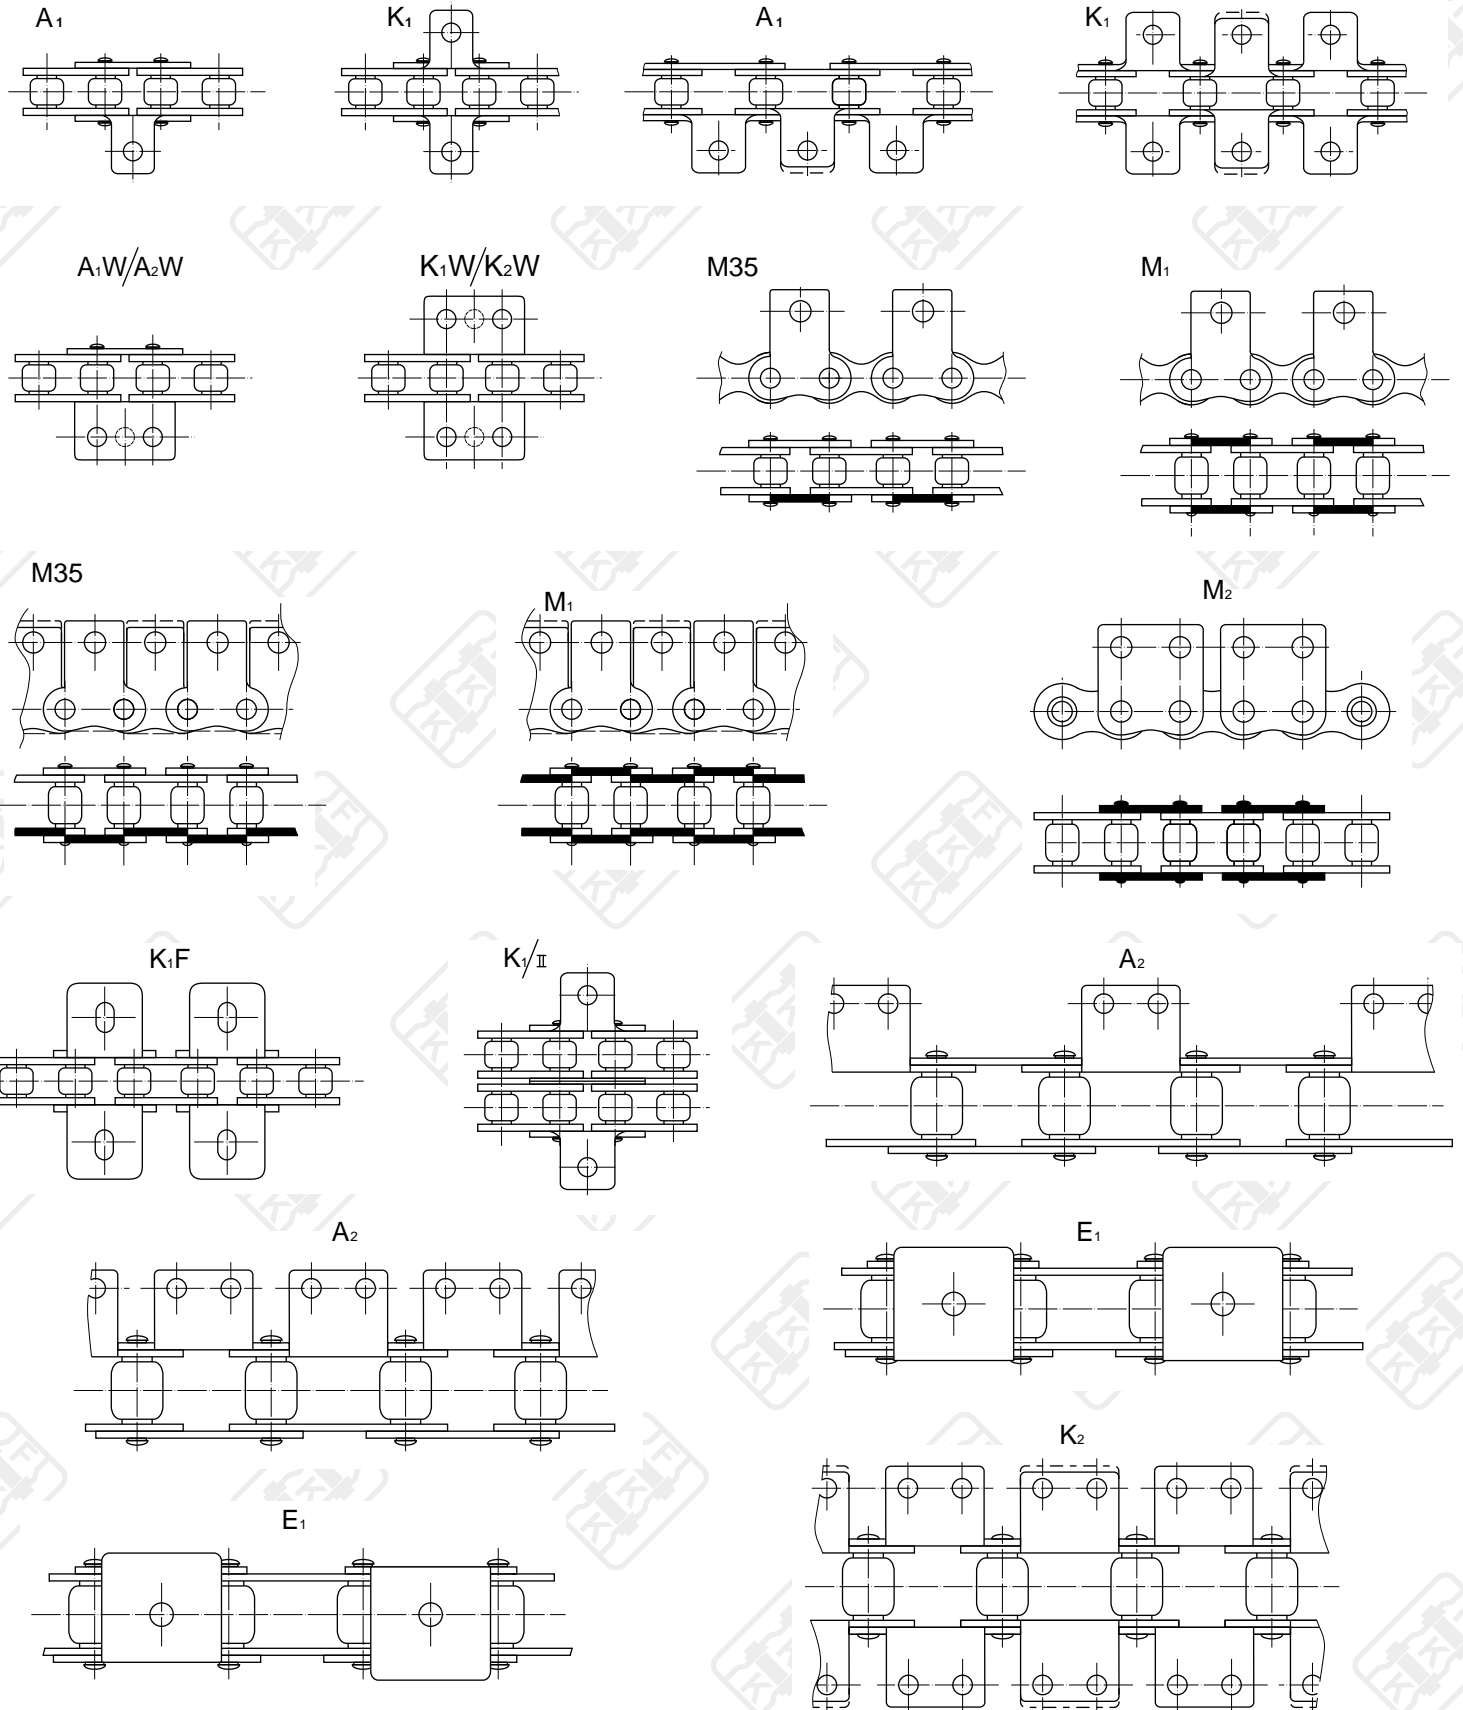 A₁ K₁ A₁ K₁
A₁W/A₂W K₁W/K₂W M35 M₁
M35 M₁ M₂
K₁F K₁/Ⅱ A₂
A₂ E₁
E₁ K₂